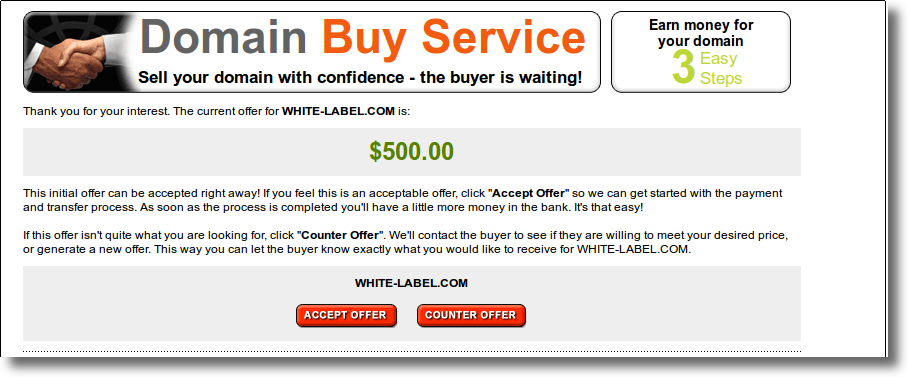 Domain Buy Service
Sell your domain with confidence - the buyer is waiting!
Earn money for
your domain
3 Easy
Steps
Thank you for your interest. The current offer for WHITE-LABEL.COM is:
$500.00
This initial offer can be accepted right away! If you feel this is an acceptable offer, click "Accept Offer" so we can get started with the payment
and transfer process. As soon as the process is completed you'll have a little more money in the bank. It's that easy!
If this offer isn't quite what you are looking for, click "Counter Offer". We'll contact the buyer to see if they are willing to meet your desired price,
or generate a new offer. This way you can let the buyer know exactly what you would like to receive for WHITE-LABEL.COM.
WHITE-LABEL.COM
ACCEPT OFFER
COUNTER OFFER